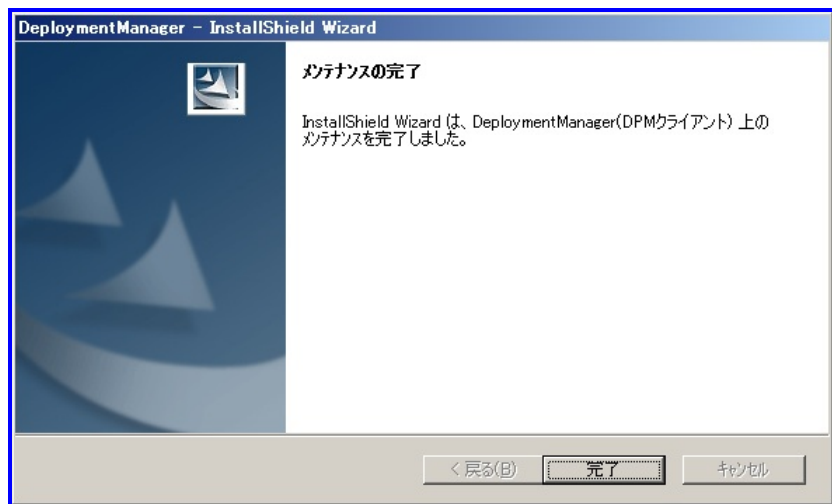 DeploymentManager - InstallShield Wizard
メンテナンスの完了
InstallShield Wizard は、DeploymentManager(DPMクライアント) 上の
メンテナンスを完了しました。
< 戻る(B)
完了
キャンセル